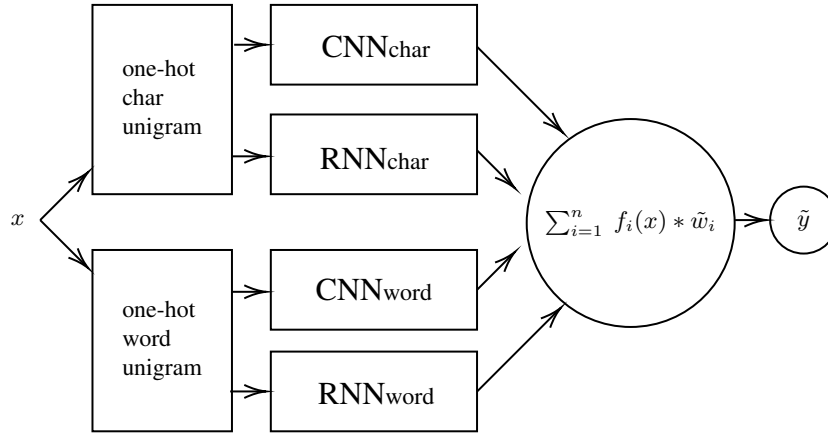 one-hot
char
unigram
CNNchar
RNNchar
x
∑ⁿᵢ₌₁ fᵢ(x) ∗ w̃ᵢ
ỹ
one-hot
word
unigram
CNNword
RNNword